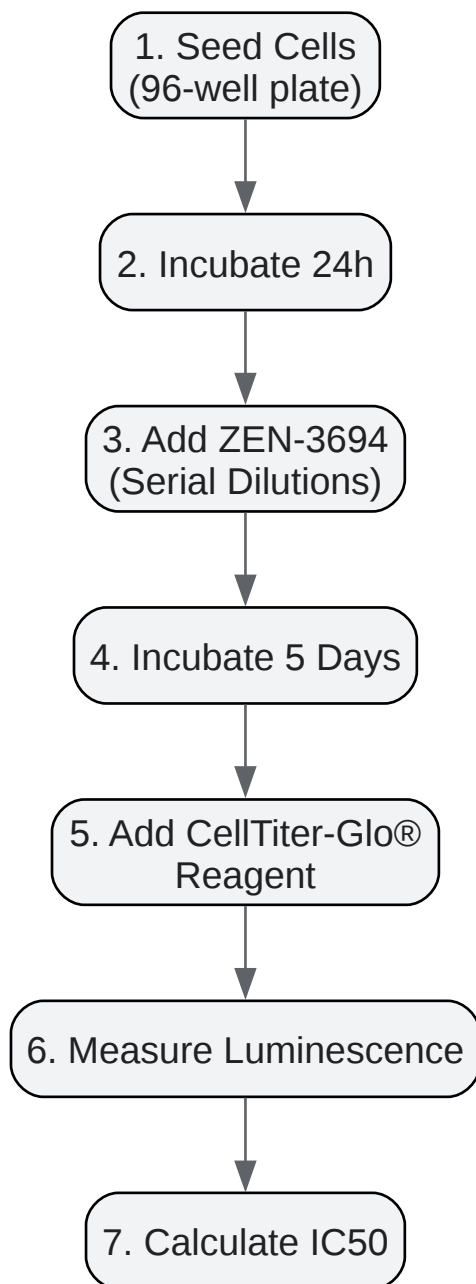 1. Seed Cells
(96-well plate)
2. Incubate 24h
3. Add ZEN-3694
(Serial Dilutions)
4. Incubate 5 Days
5. Add CellTiter-Glo®
Reagent
6. Measure Luminescence
7. Calculate IC50